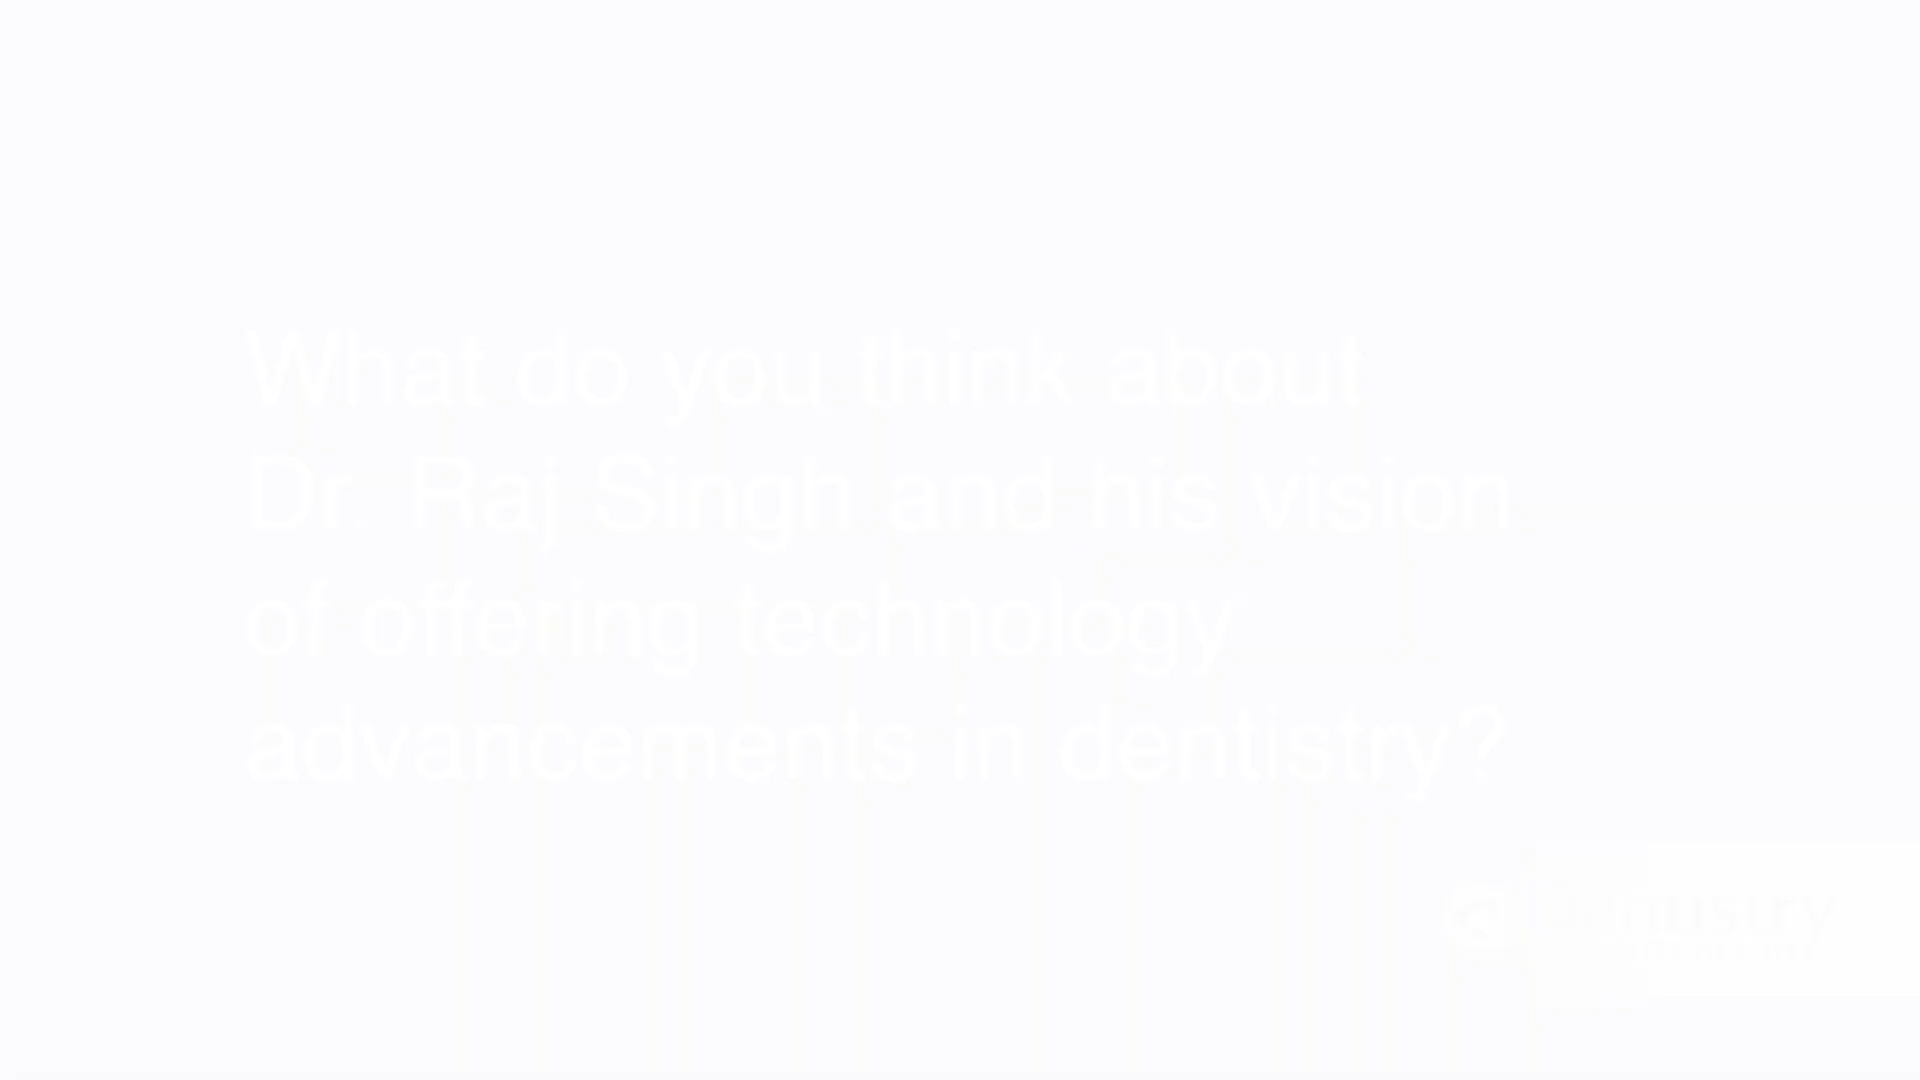 What do you think about
Dr. Raj Singh and his vision
of offering technology
advancements in dentistry?